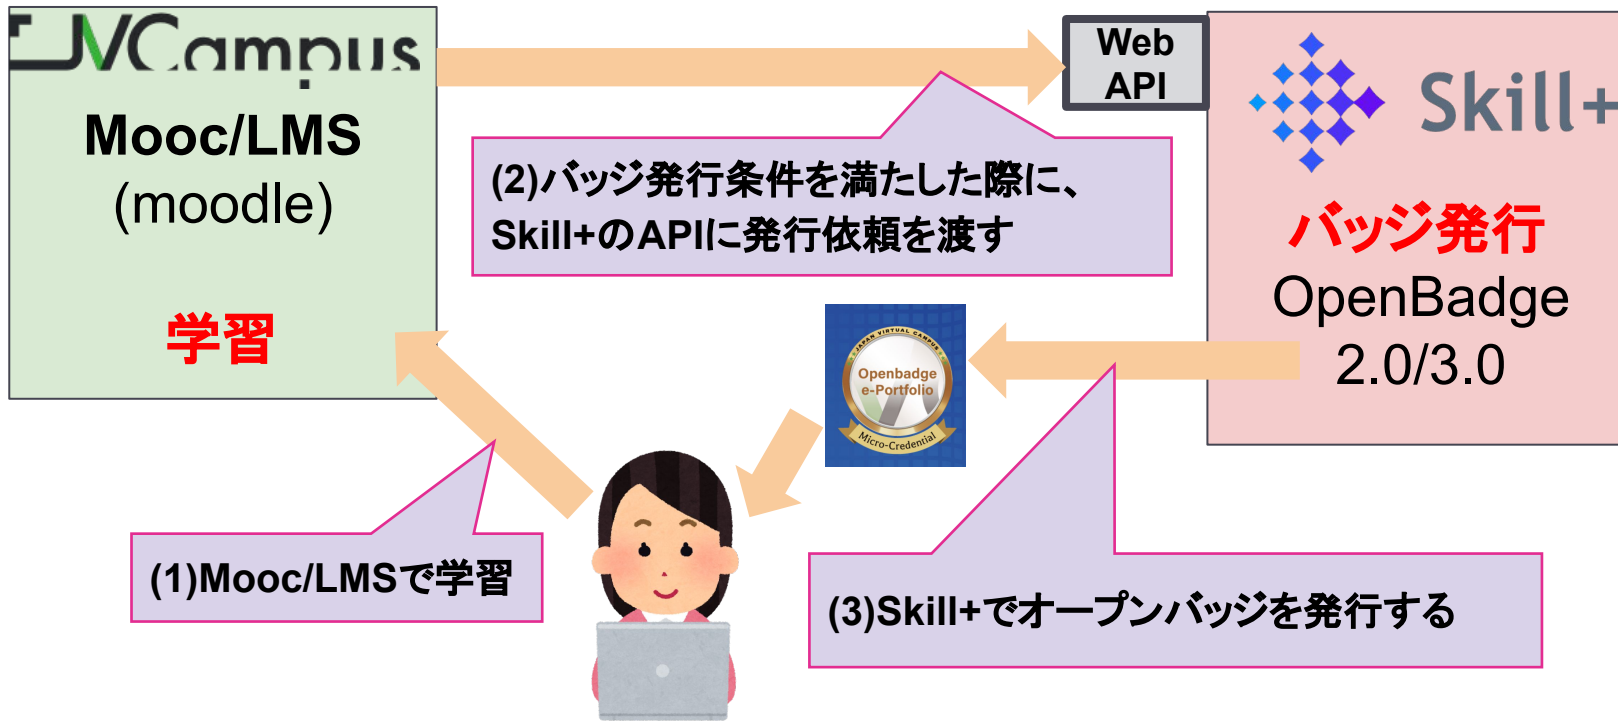 JVCampus
Mooc/LMS
(moodle)
学習
Web
API
Skill+
バッジ発行
OpenBadge
2.0/3.0
(2)バッジ発行条件を満たした際に、
Skill+のAPIに発行依頼を渡す
JAPAN VIRTUAL CAMPUS
Openbadge
e-Portfolio
Micro-Credential
(1)Mooc/LMSで学習
(3)Skill+でオープンバッジを発行する